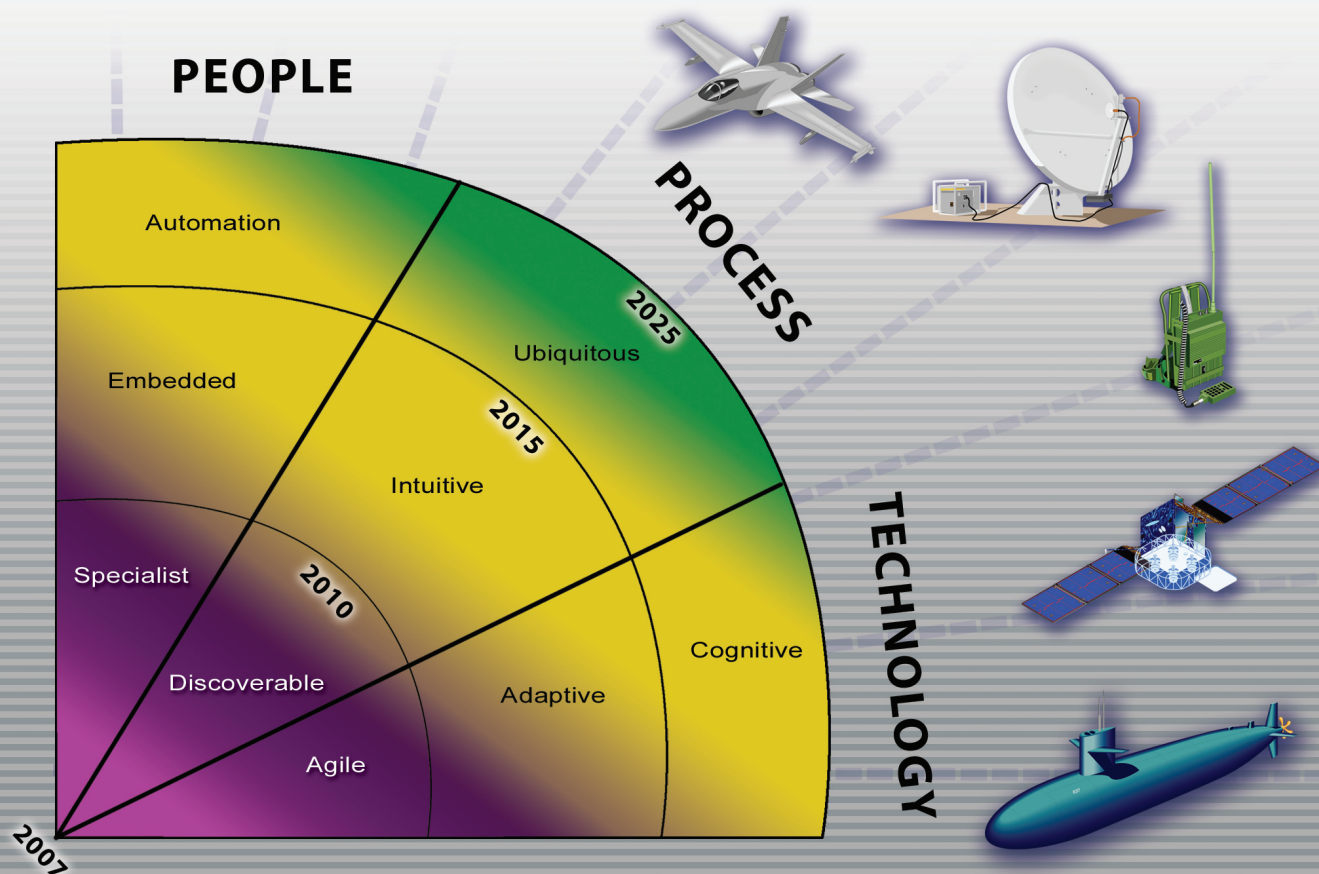 PEOPLE
PROCESS
TECHNOLOGY
Automation
Embedded
Specialist
Ubiquitous
Intuitive
Discoverable
Cognitive
Adaptive
Agile
2025
2015
2010
2007